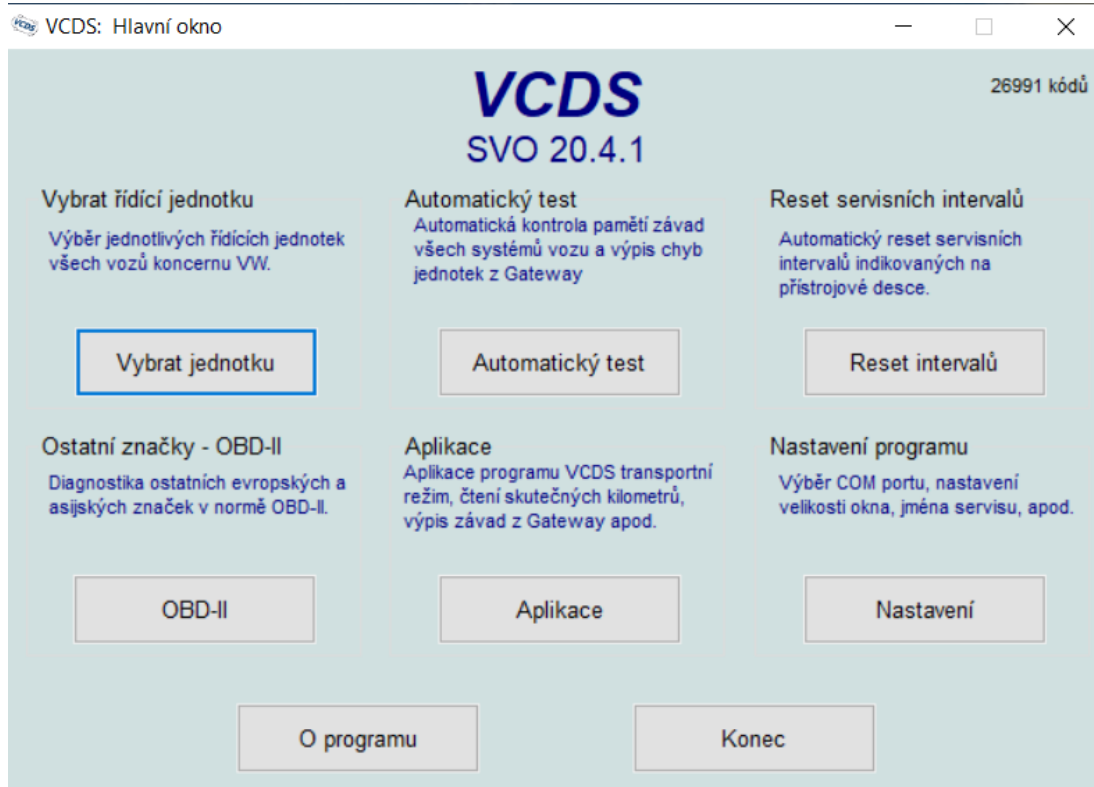 VCDS: Hlavní okno
VCDS
26991 kódů
SVO 20.4.1
Vybrat řídící jednotku
Výběr jednotlivých řídících jednotek
všech vozů koncernu VW.
Vybrat jednotku
Automatický test
Automatická kontrola pamětí závad
všech systémů vozu a výpis chyb
jednotek z Gateway
Automatický test
Reset servisních intervalů
Automatický reset servisních
intervalů indikovaných na
přístrojové desce.
Reset intervalů
Ostatní značky - OBD-II
Diagnostika ostatních evropských a
asijských značek v normě OBD-II.
OBD-II
Aplikace
Aplikace programu VCDS transportní
režim, čtení skutečných kilometrů,
výpis závad z Gateway apod.
Aplikace
Nastavení programu
Výběr COM portu, nastavení
velikosti okna, jména servisu, apod.
Nastavení
O programu
Konec